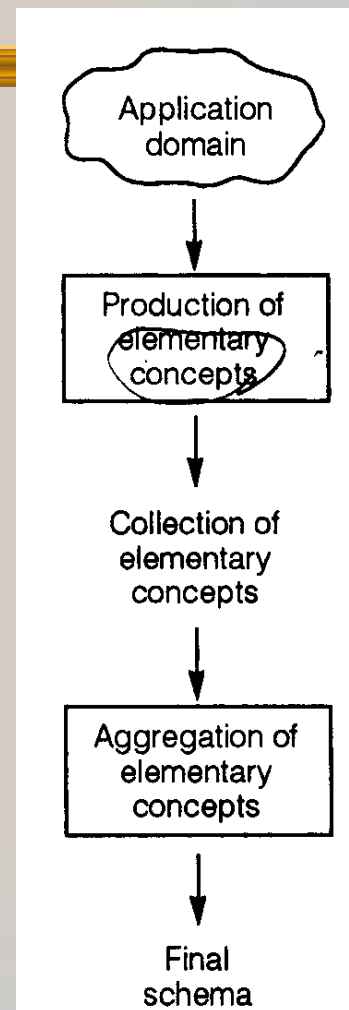 Application
domain
Production of
elementary
concepts
Collection of
elementary
concepts
Aggregation of
elementary
concepts
Final
schema